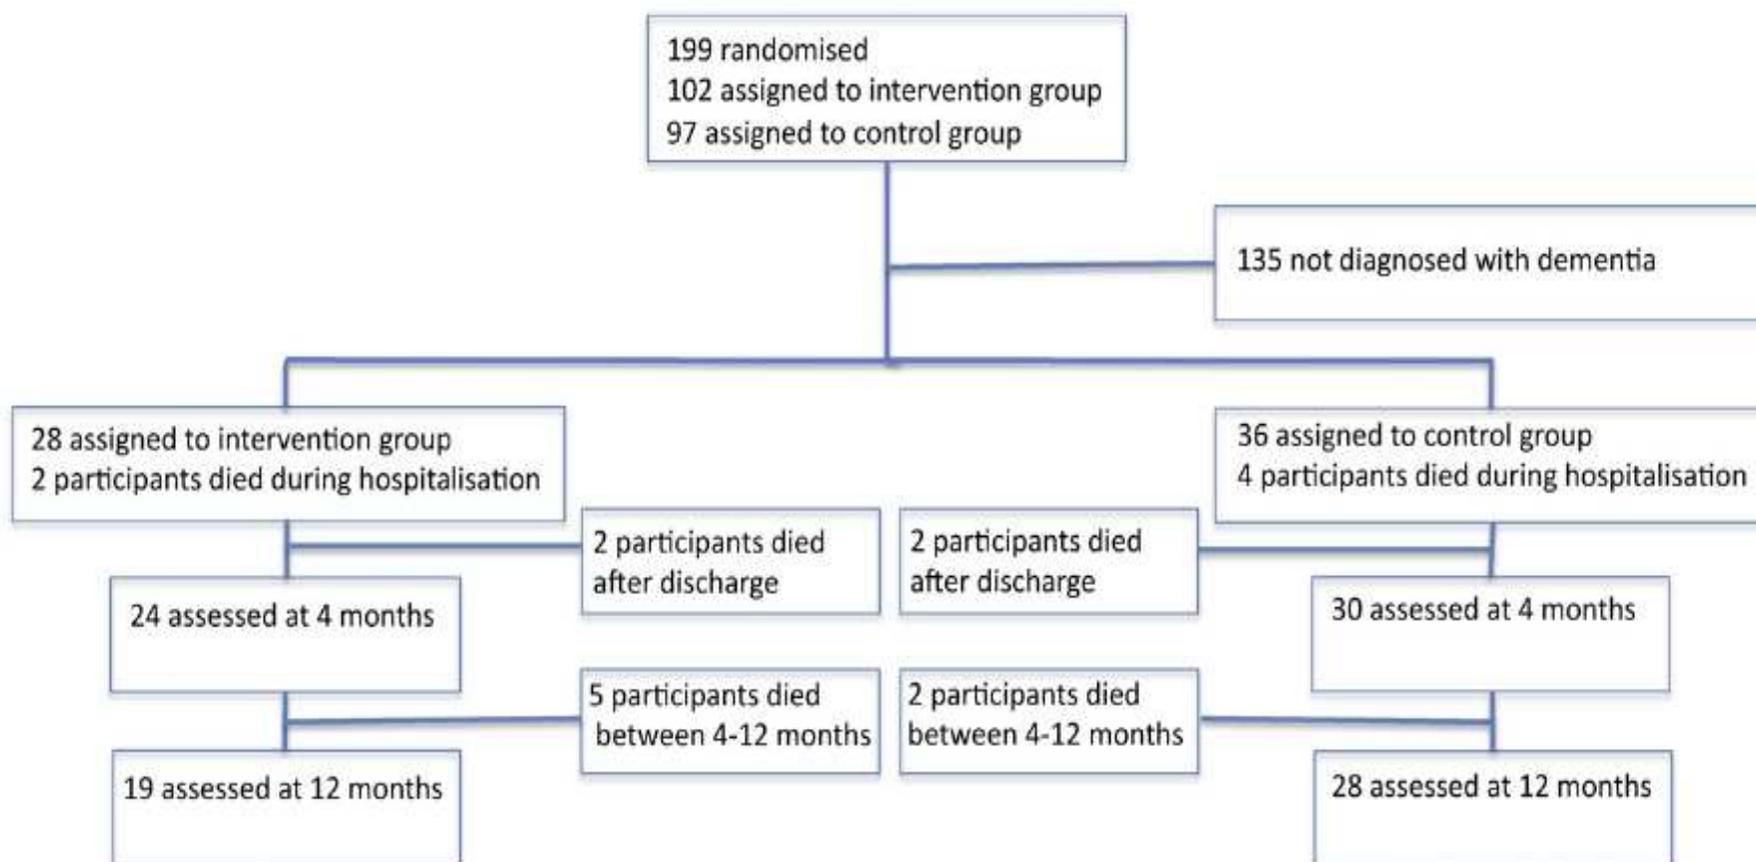 199 randomised
102 assigned to intervention group
97 assigned to control group
135 not diagnosed with dementia
28 assigned to intervention group
2 participants died during hospitalisation
36 assigned to control group
4 participants died during hospitalisation
2 participants died
after discharge
2 participants died
after discharge
24 assessed at 4 months
30 assessed at 4 months
5 participants died
between 4-12 months
2 participants died
between 4-12 months
19 assessed at 12 months
28 assessed at 12 months